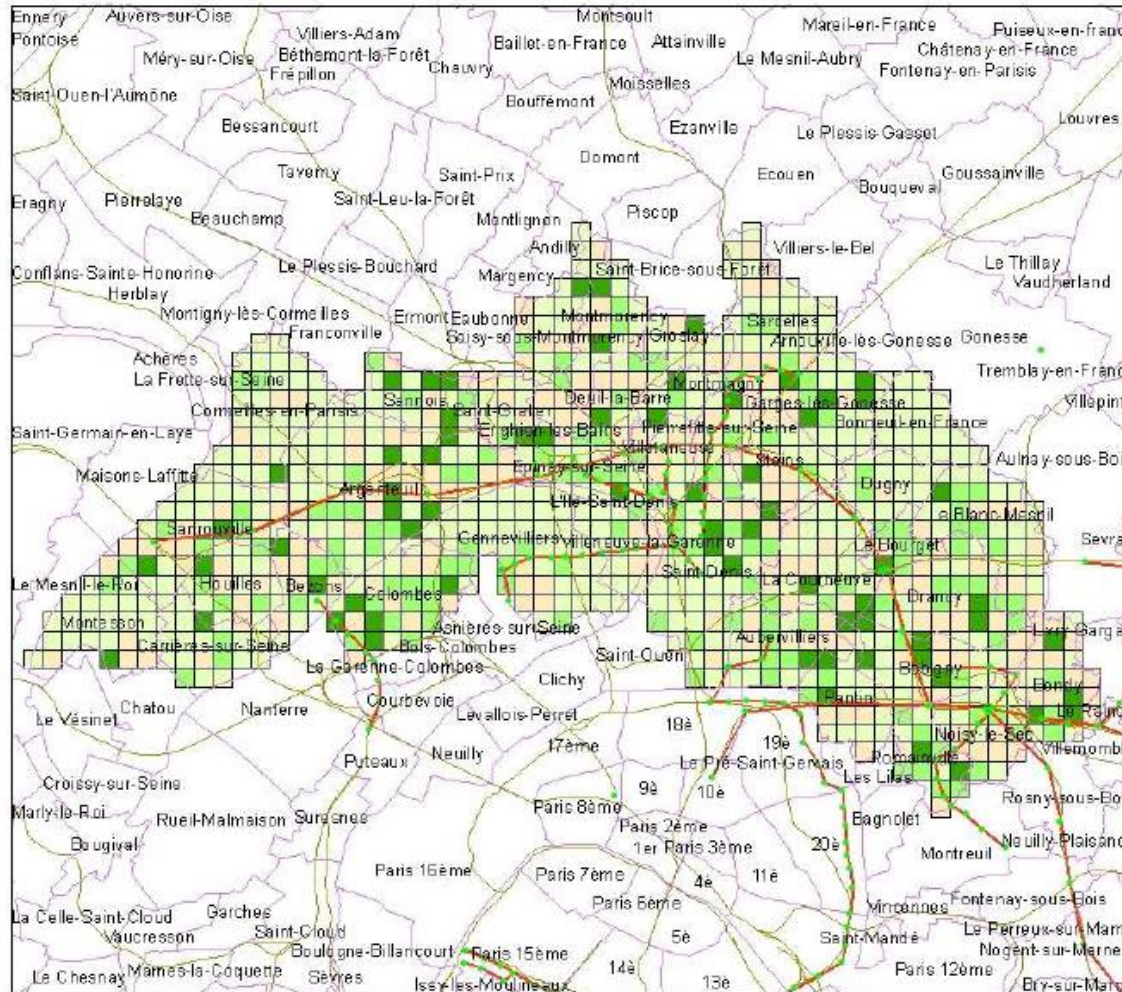 Ennery
Auvers-sur-Oise
Montsoult
Mareil-en-France
Pontoise
Villiers-Adam
Baillet-en-France
Attainville
Châtenay-en-France
Méry-sur-Oise
Béthemont-la-Forêt
Chauvry
Le Mesnil-Aubry
Fontenay-en-Parisis
Frépillon
Moisselles
Saint-Ouen-l'Aumône
Bouffémont
Bessancourt
Ezanville
Le Plessis-Gasset
Louvres
Domont
Taverny
Saint-Prix
Ecouen
Goussainville
Bouqueval
Eragny
Pierrelaye
Saint-Leu-la-Forêt
Beauchamp
Montlignon
Piscop
Andilly
Villiers-le-Bel
Conflans-Sainte-Honorine
Le Plessis-Bouchard
Margency
Saint-Brice-sous-Forêt
Le Thillay
Vaudherland
Herblay
Montigny-lès-Cormeilles
Ermont
Eaubonne
Montmorency
Sarcelles
Franconville
Soisy-sous-Montmorency
Groslay
Arnouville-lès-Gonesse
Gonesse
Achères
La Frette-sur-Seine
Tremblay-en-Franc
Montmagny
Cormeilles-en-Parisis
Sannois
Saint-Gratien
Deuil-la-Barre
Garges-lès-Gonesse
Villepint
Saint-Germain-en-Laye
Enghien-les-Bains
Pierrefitte-sur-Seine
Bonneuil-en-France
Villetaneuse
Maisons-Laffitte
Epinay-sur-Seine
Stains
Aulnay-sous-Boi
Argenteuil
Dugny
L'Ile-Saint-Denis
Le Blanc-Mesnil
Sartrouville
Gennevilliers
Villeneuve-la-Garenne
Le Bourget
Sevra
Le Mesnil-le-Roi
Houilles
Bezons
Saint-Denis
La Courneuve
Colombes
Drancy
Montesson
Asnières-sur-Seine
Aubervilliers
Livry-Garga
Carrières-sur-Seine
Bois-Colombes
Saint-Ouen
La Garenne-Colombes
Bobigny
Clichy
Bondy
Courbevoie
Pantin
Chatou
Nanterre
Levallois-Perret
Le Rainc
Le Vésinet
18è
Noisy-le-Sec
17ème
19è
Villemombl
Neuilly
Puteaux
Le Pré-Saint-Gervais
Romainville
Croissy-sur-Seine
9è
10è
Les Lilas
Rosny-sous-Bo
Marly-le-Roi
Rueil-Malmaison
Suresnes
Paris 8ème
Bagnolet
Paris 2ème
Bougival
1er Paris 3ème
20è
Neuilly-Plaisanc
Montreuil
Paris 16ème
Paris 7ème
4è
11è
Paris 6ème
Vincennes
Fontenay-sous-Bois
La Celle-Saint-Cloud
Garches
Saint-Cloud
Le Perreux-sur-Marn
Vaucresson
5è
Saint-Mandé
Nogent-sur-Marne
Boulogne-Billancourt
Paris 15ème
Le Chesnay
Marnes-la-Coquette
Sèvres
14è
13è
Paris 12ème
Issy-les-Moulineaux
Bry-sur-Marn